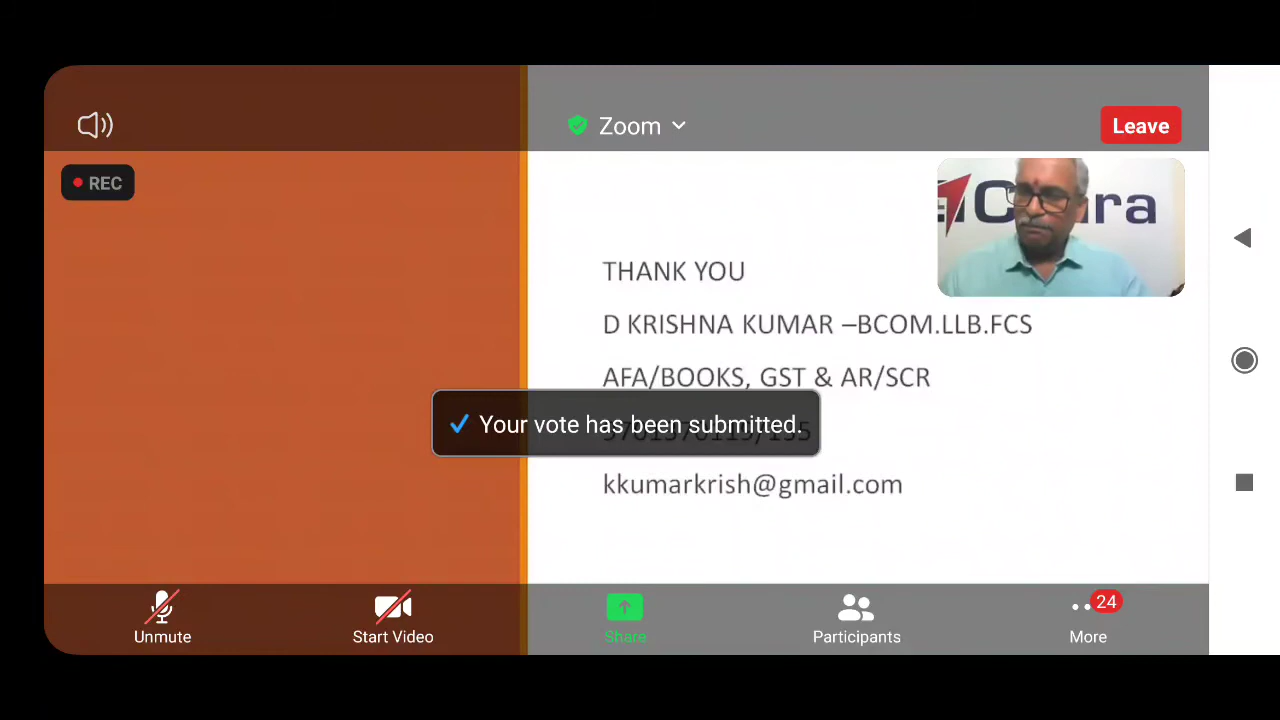 Zoom
Leave
REC
THANK YOU
D KRISHNA KUMAR –BCOM.LLB.FCS
AFA/BOOKS, GST & AR/SCR
Your vote has been submitted.
kkumarkrish@gmail.com
Unmute
Start Video
Share
Participants
24
More